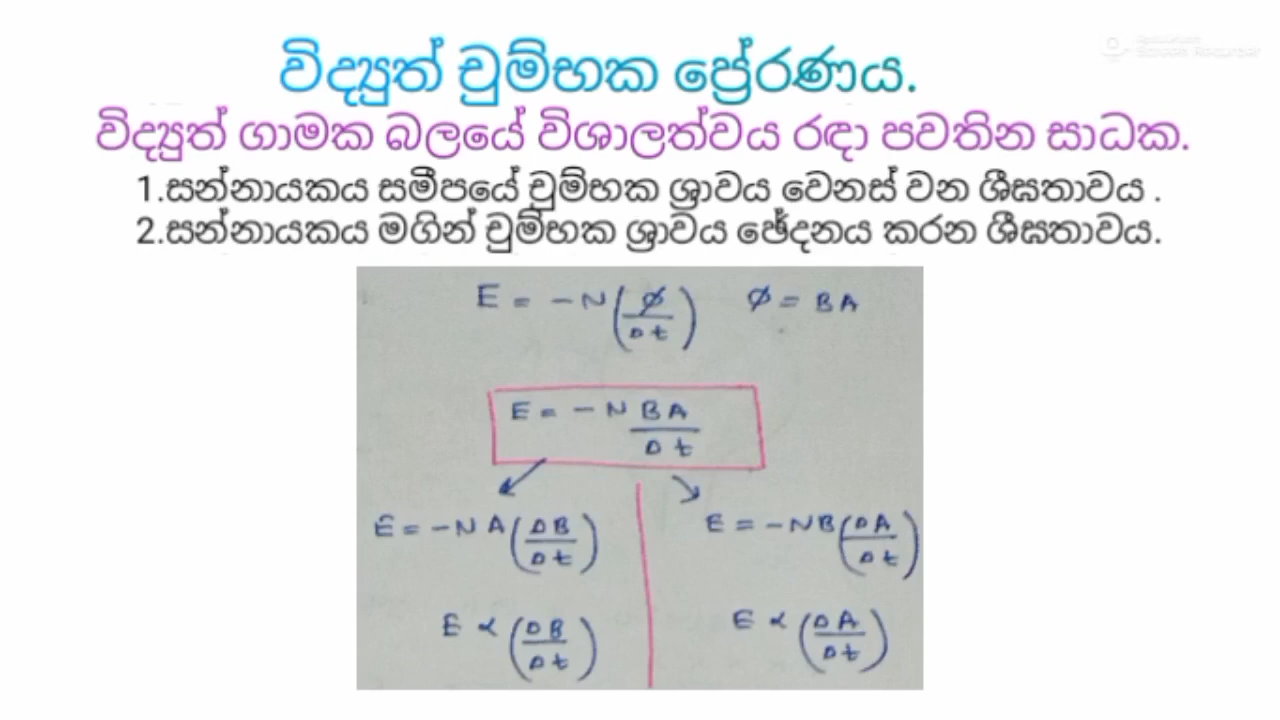 විද්‍යුත් චුම්භක ප්‍රේරණය.
විද්‍යුත් ගාමක බලයේ විශාලත්වය රඳා පවතින සාධක.
1.සන්නායකය සමීපයේ චුම්භක ශ්‍රාවය වෙනස් වන ශීඝතාවය .
2.සන්නායකය මගින් චුම්භක ශ්‍රාවය ඡේදනය කරන ශීඝතාවය.
E = -N(Ø/Δt) Ø = BA
E = -N BA/Δt
E = -NA(ΔB/Δt) E = -NB(ΔA/Δt)
E ∝ (ΔB/Δt) E ∝ (ΔA/Δt)